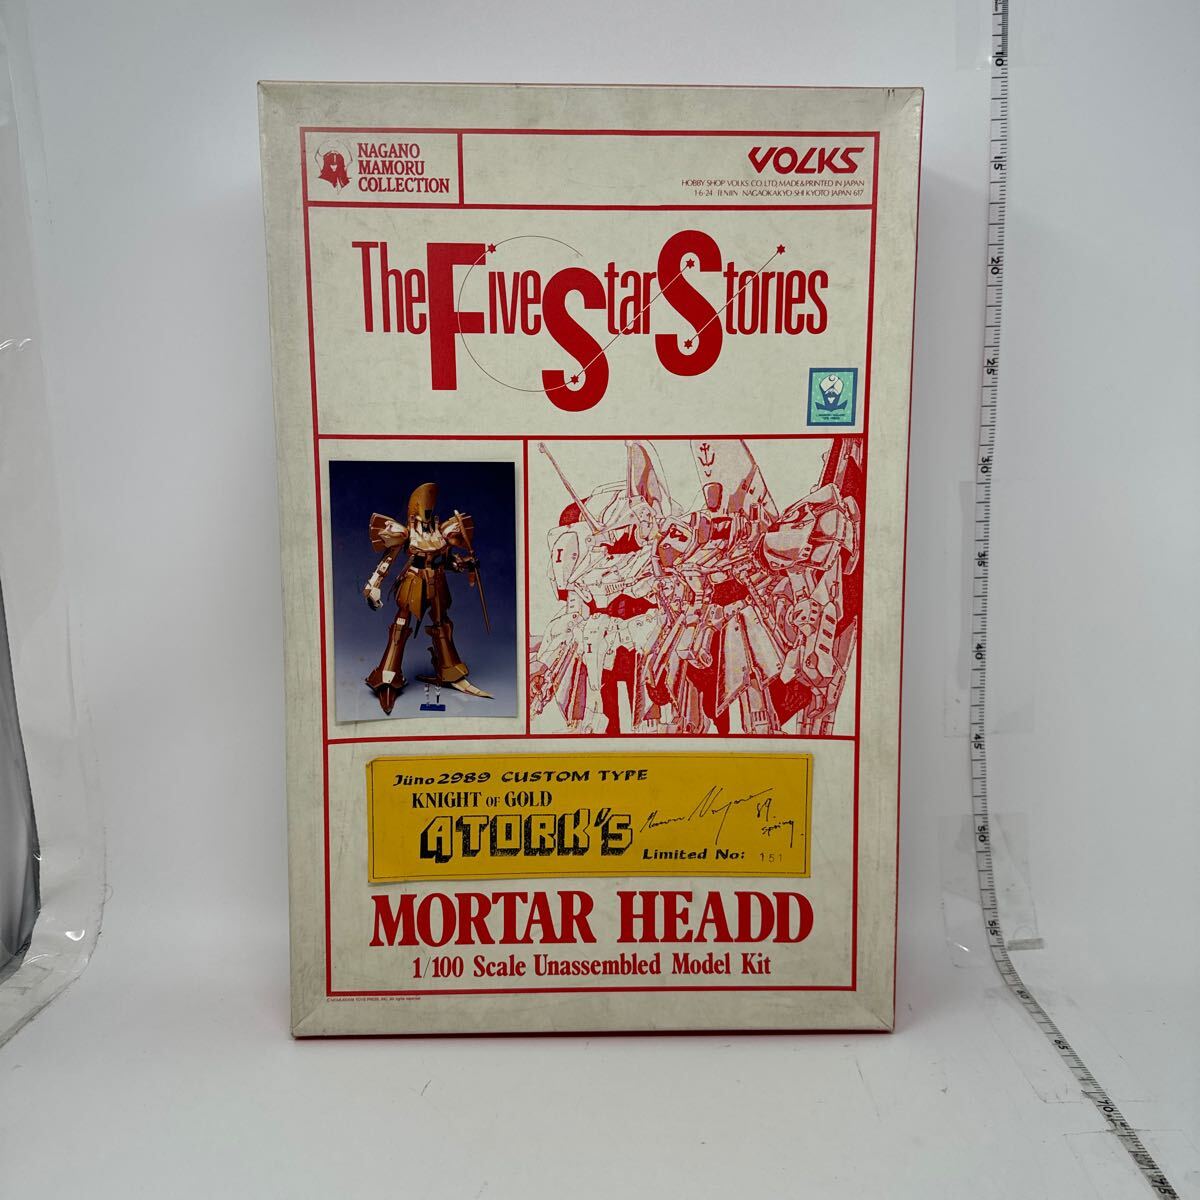 NAGANO
MAMORU
COLLECTION
VOLKS
HOBBY SHOP VOLKS CO.LTD, MADE&PRINTED IN JAPAN
1-6-24 TENJIN · NAGAOKAKYO-SHI KYOTO JAPAN 617
The Five Star Stories
Jüno 2989 CUSTOM TYPE
KNIGHT OF GOLD
ATORK'S
89.
spring.
Limited No: 151
MORTAR HEADD
1/100 Scale Unassembled Model Kit